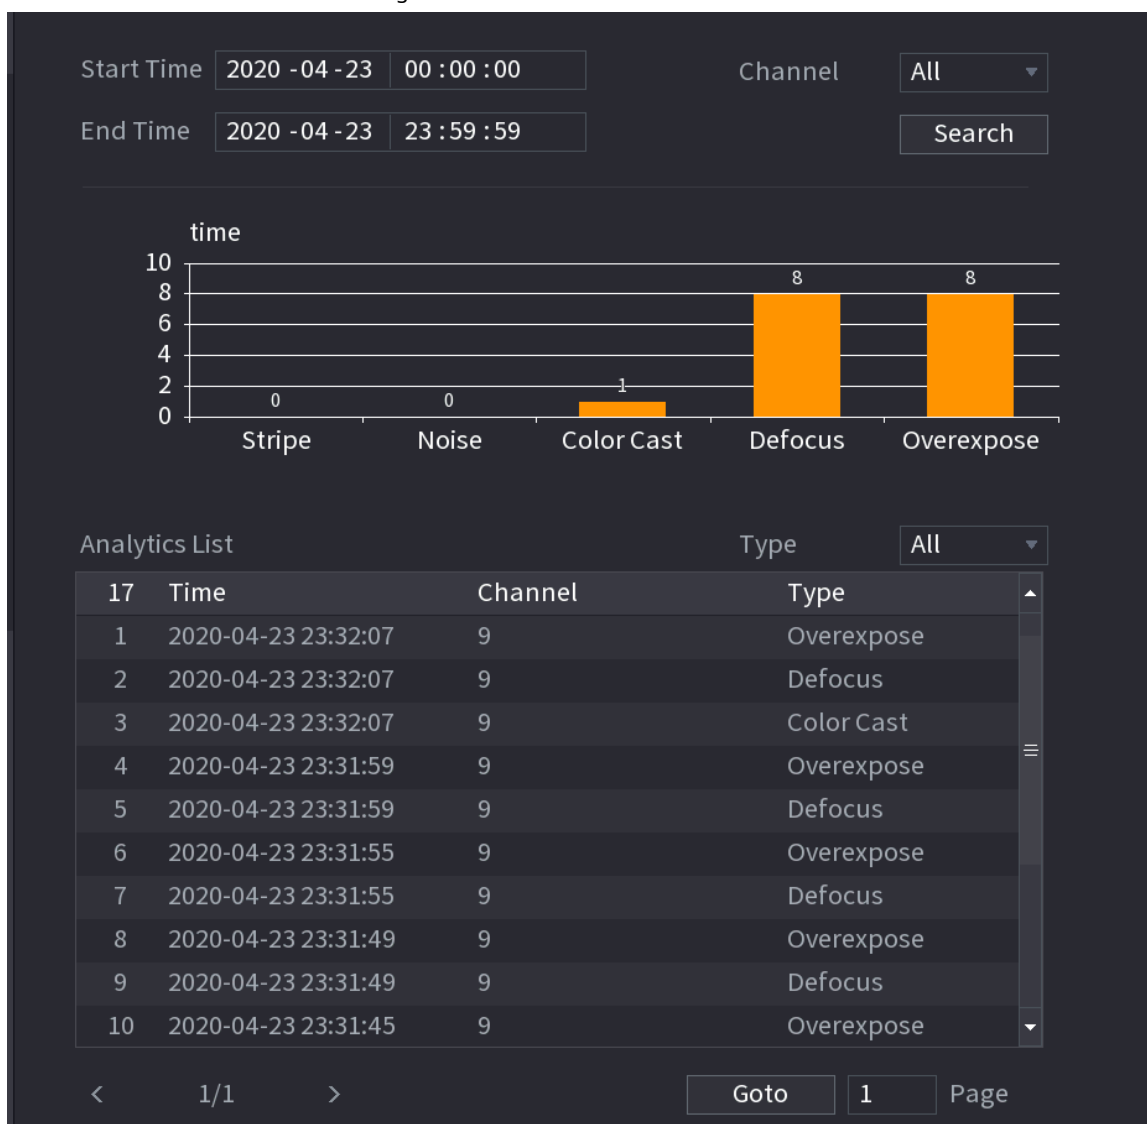 Start Time 2020 -04 -23 00 : 00 : 00 Channel All
End Time 2020 -04 -23 23 : 59 : 59 Search
time
10
8
6
4
2
0
0 0 1 8 8
Stripe Noise Color Cast Defocus Overexpose
Analytics List Type All
17 Time Channel Type
1 2020-04-23 23:32:07 9 Overexpose
2 2020-04-23 23:32:07 9 Defocus
3 2020-04-23 23:32:07 9 Color Cast
4 2020-04-23 23:31:59 9 Overexpose
5 2020-04-23 23:31:59 9 Defocus
6 2020-04-23 23:31:55 9 Overexpose
7 2020-04-23 23:31:55 9 Defocus
8 2020-04-23 23:31:49 9 Overexpose
9 2020-04-23 23:31:49 9 Defocus
10 2020-04-23 23:31:45 9 Overexpose
< 1/1 > Goto 1 Page